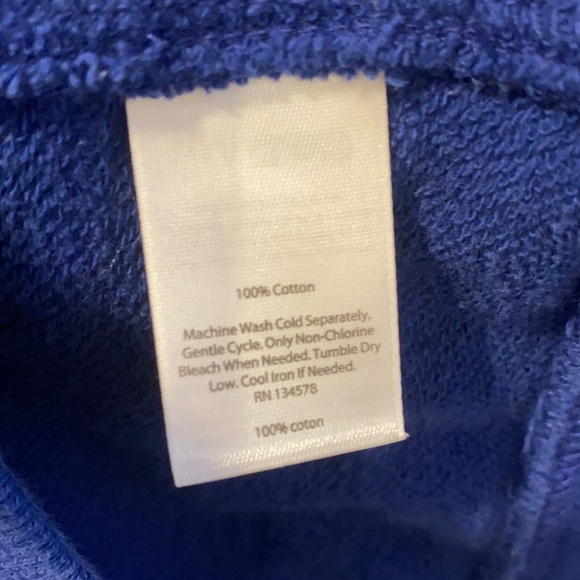 100% Cotton
Machine Wash Cold Separately.
Gentle Cycle. Only Non-Chlorine
Bleach When Needed. Tumble Dry
Low. Cool Iron If Needed.
RN 134578
100% coton